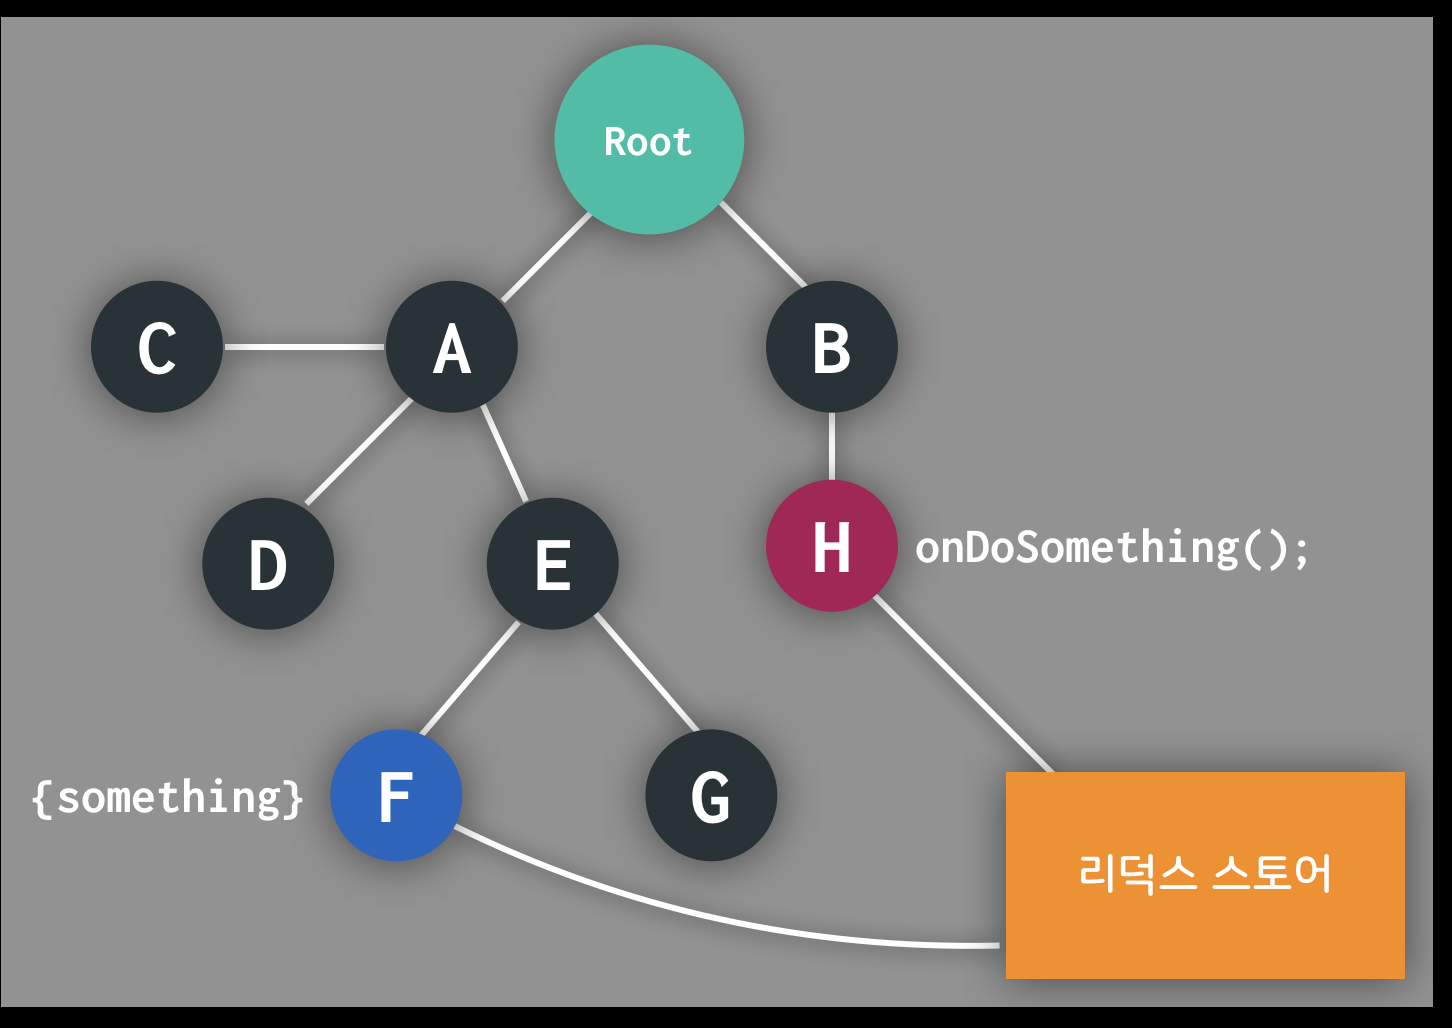 Root
C
A
B
D
E
H
onDoSomething();
{something}
F
G
리덕스 스토어